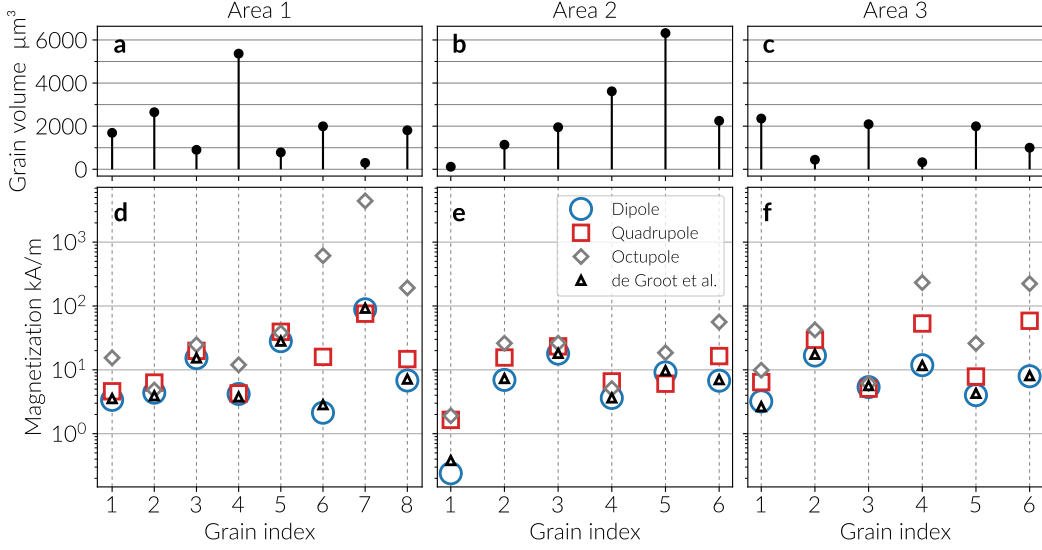 Area 1
Area 2
Area 3
Grain volume μm³
6000
4000
2000
0
a
b
c
Magnetization kA/m
10³
10²
10¹
10⁰
d
e
f
Dipole
Quadrupole
Octupole
de Groot et al.
1 2 3 4 5 6 7 8
1 2 3 4 5 6
1 2 3 4 5 6
Grain index
Grain index
Grain index